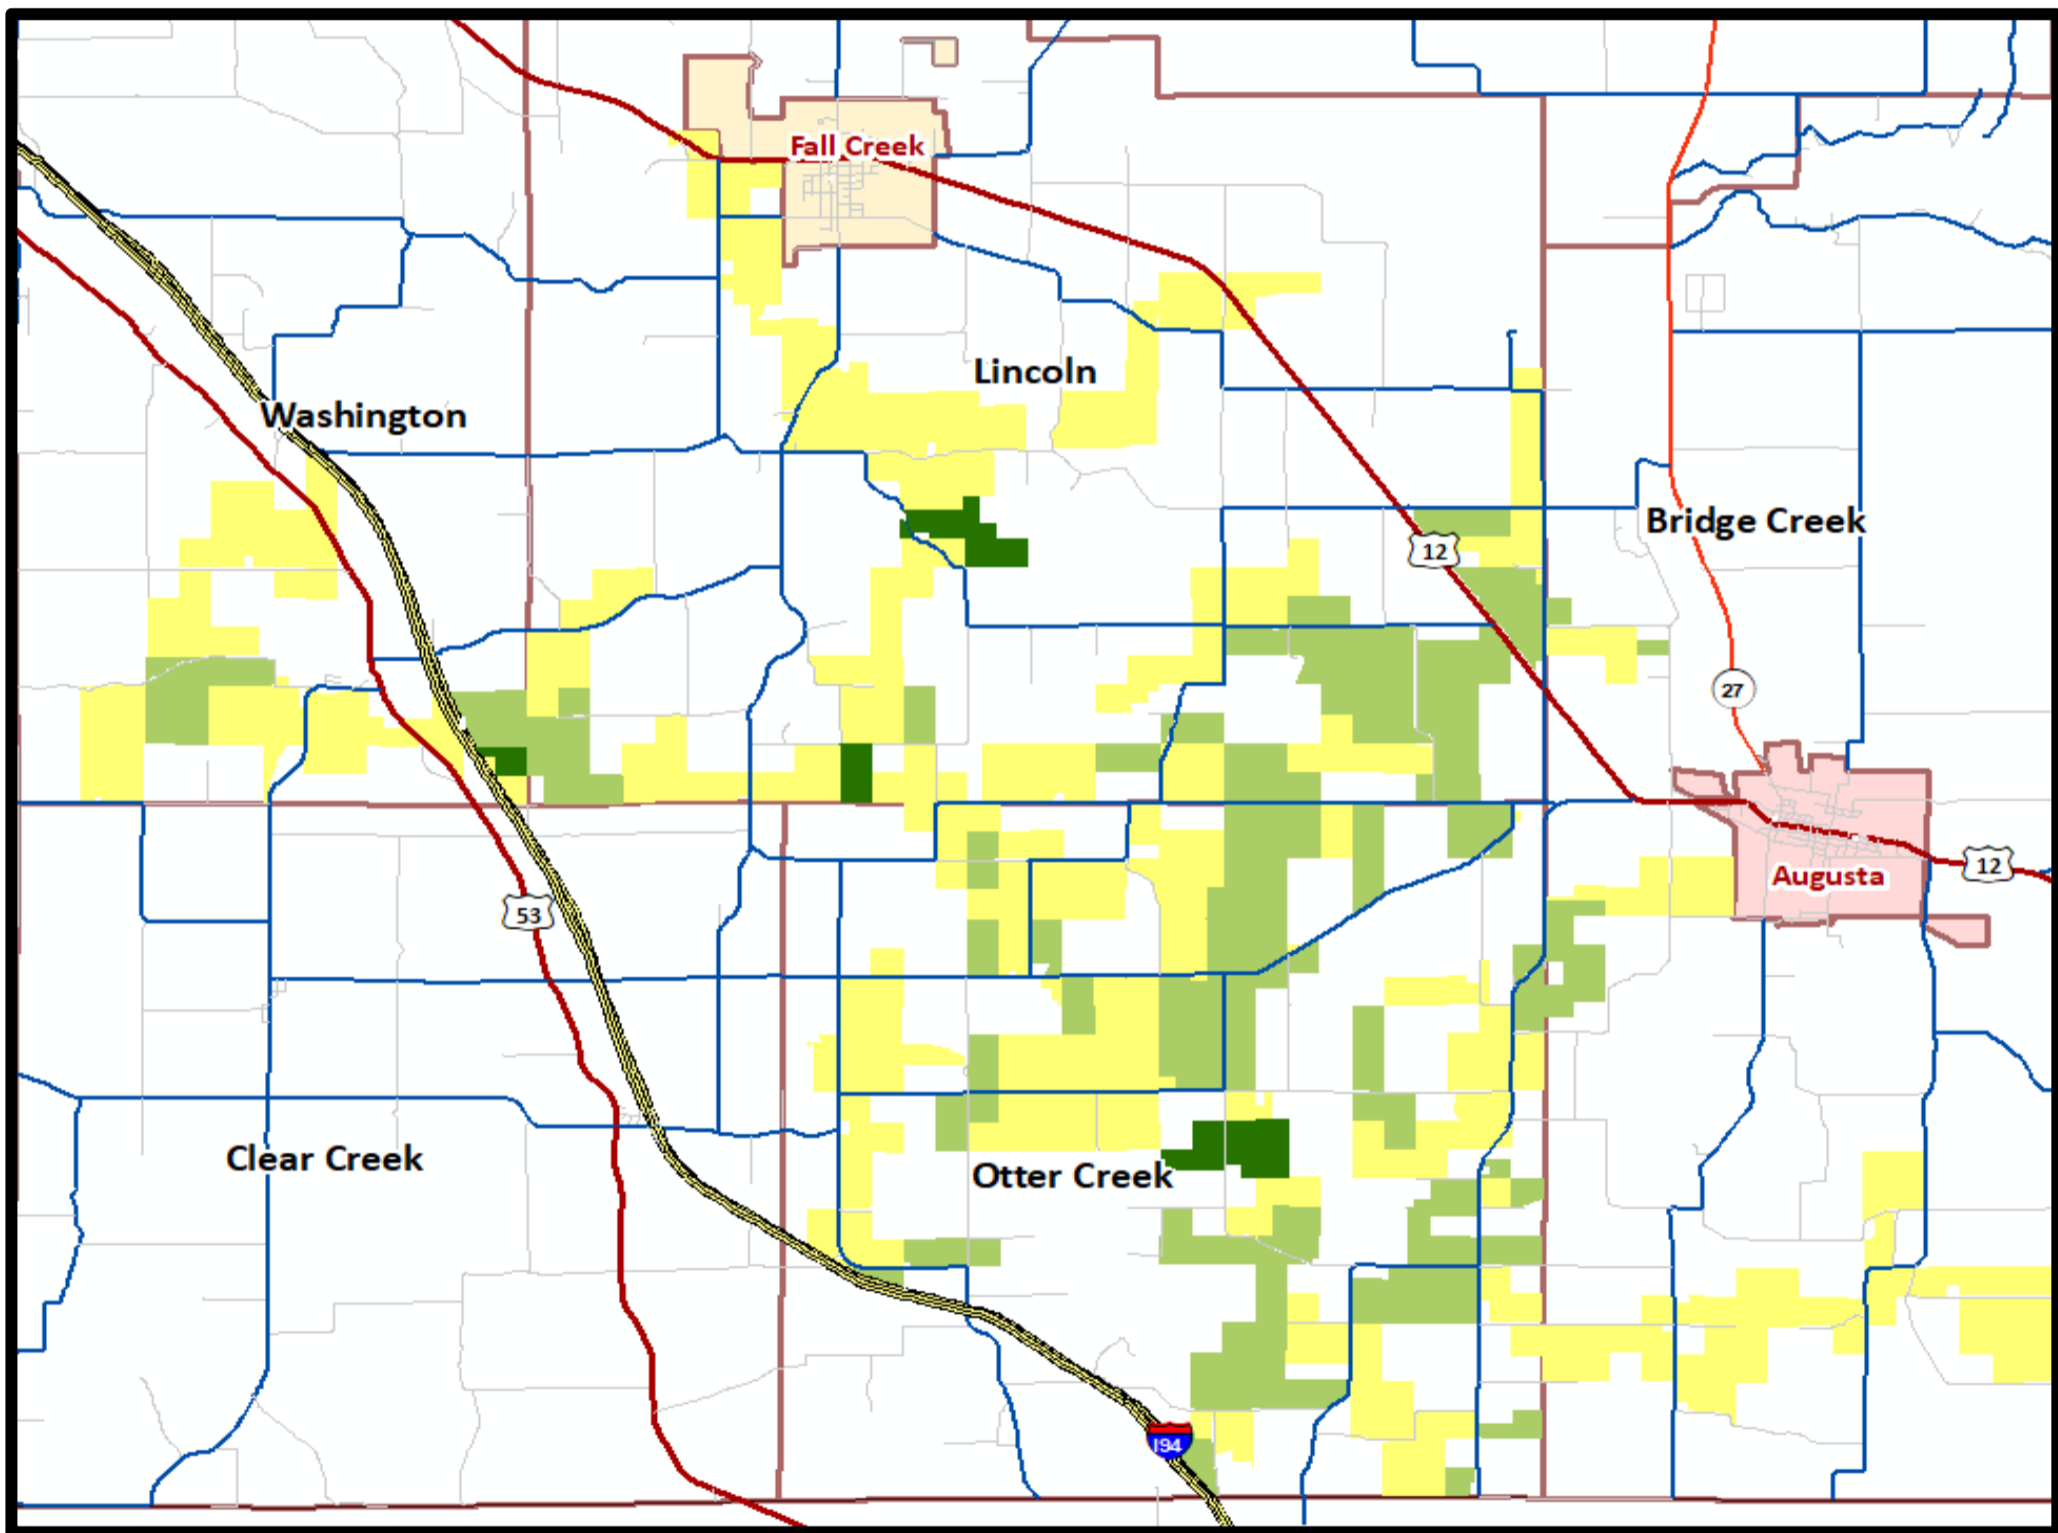 Fall Creek
Lincoln
Washington
Bridge Creek
12
27
12
Augusta
53
Clear Creek
Otter Creek
I94